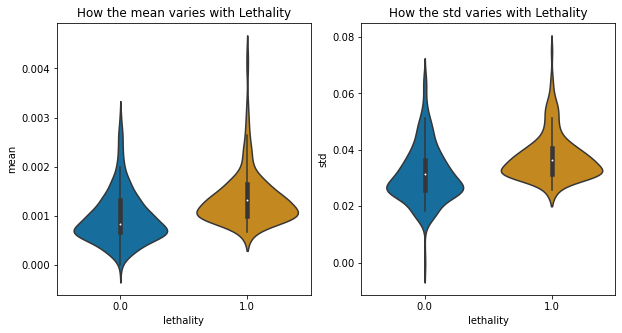 How the mean varies with Lethality
mean
0.004
0.003
0.002
0.001
0.000
0.0
1.0
lethality
How the std varies with Lethality
std
0.08
0.06
0.04
0.02
0.00
0.0
1.0
lethality